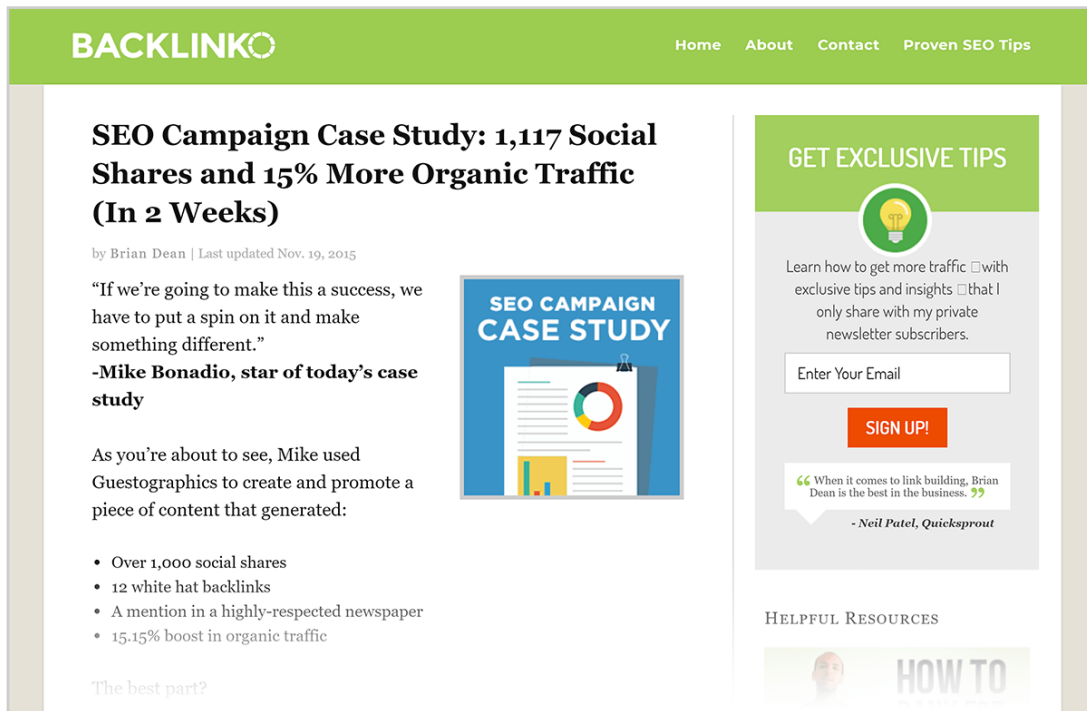 BACKLINKO
Home About Contact Proven SEO Tips
SEO Campaign Case Study: 1,117 Social
Shares and 15% More Organic Traffic
(In 2 Weeks)
by Brian Dean | Last updated Nov. 19, 2015
“If we’re going to make this a success, we
have to put a spin on it and make
something different.”
-Mike Bonadio, star of today’s case
study
As you’re about to see, Mike used
Guestographics to create and promote a
piece of content that generated:
• Over 1,000 social shares
• 12 white hat backlinks
• A mention in a highly-respected newspaper
• 15.15% boost in organic traffic
The best part?
SEO CAMPAIGN
CASE STUDY
GET EXCLUSIVE TIPS
Learn how to get more traffic □with
exclusive tips and insights □that I
only share with my private
newsletter subscribers.
Enter Your Email
SIGN UP!
“ When it comes to link building, Brian
Dean is the best in the business. ”
- Neil Patel, Quicksprout
Helpful Resources
HOW TO